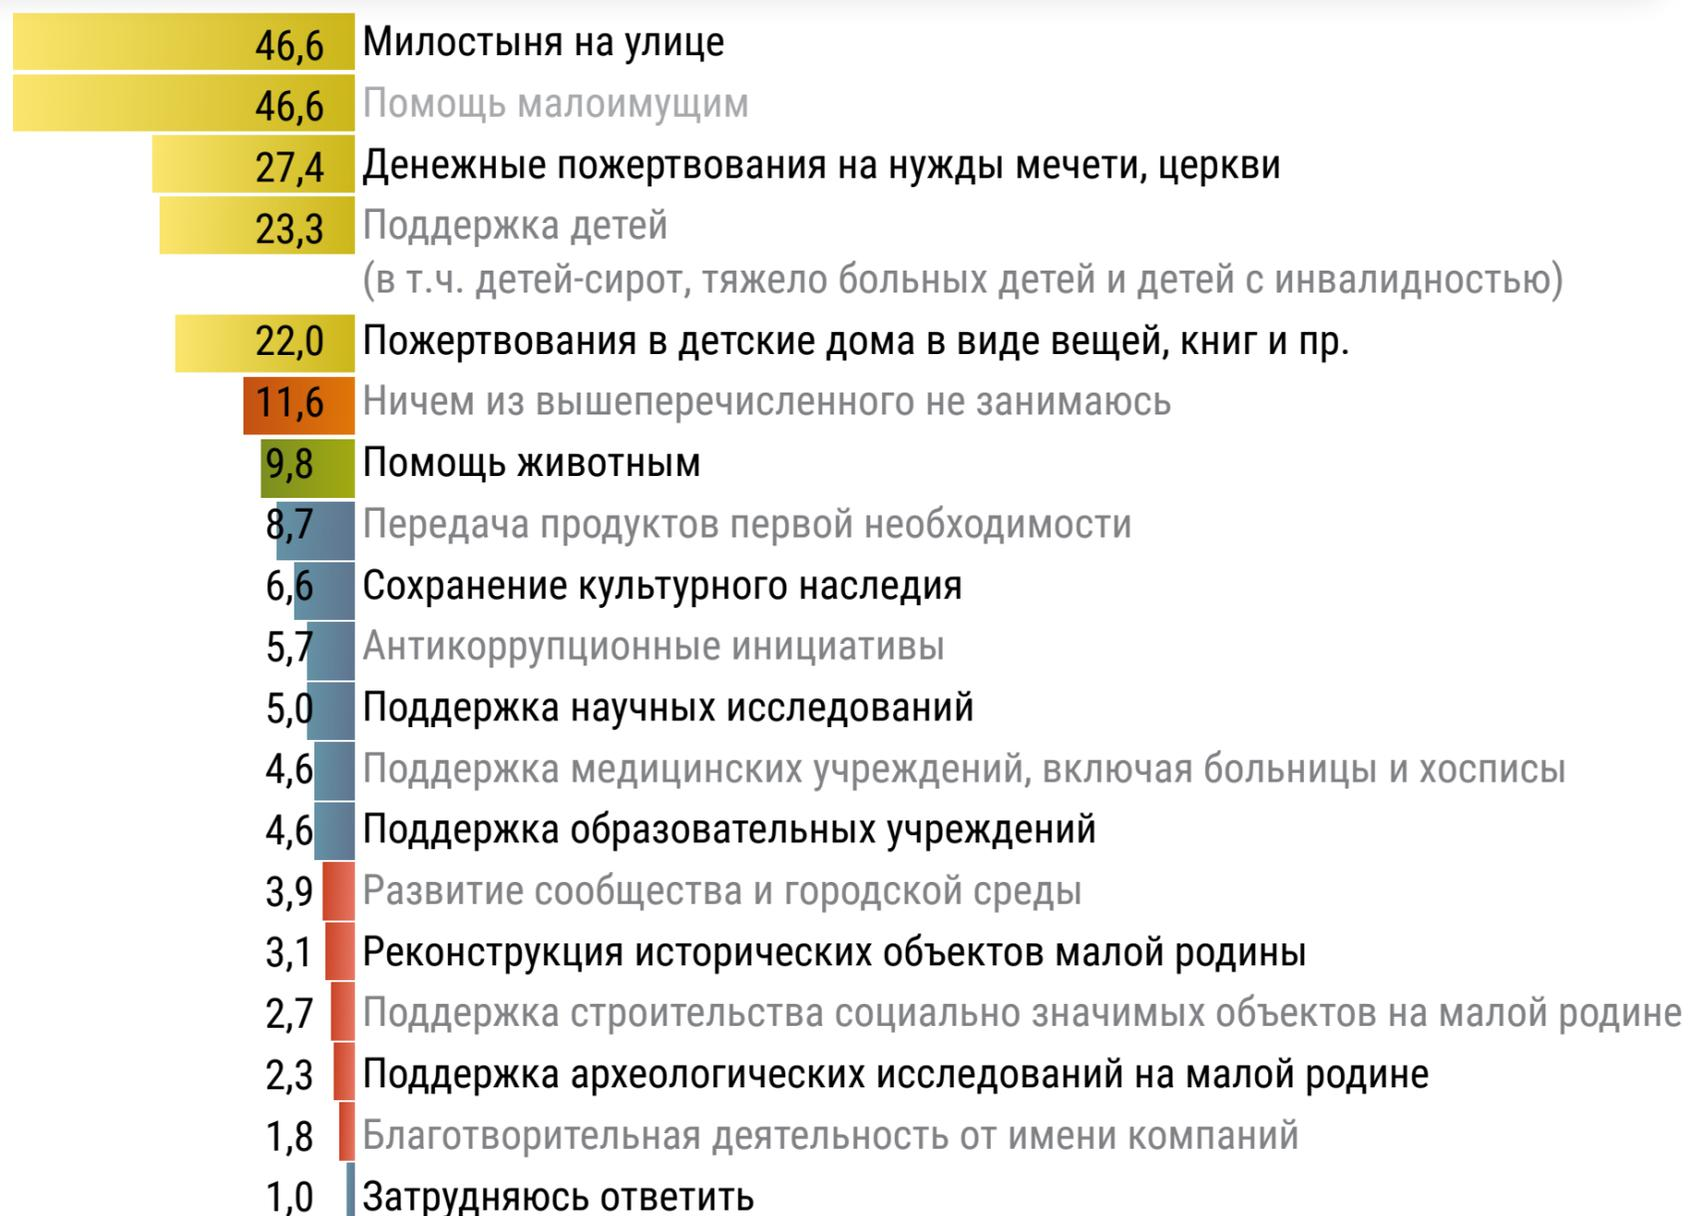 46,6 Милостыня на улице
46,6 Помощь малоимущим
27,4 Денежные пожертвования на нужды мечети, церкви
23,3 Поддержка детей
(в т.ч. детей-сирот, тяжело больных детей и детей с инвалидностью)
22,0 Пожертвования в детские дома в виде вещей, книг и пр.
11,6 Ничем из вышеперечисленного не занимаюсь
9,8 Помощь животным
8,7 Передача продуктов первой необходимости
6,6 Сохранение культурного наследия
5,7 Антикоррупционные инициативы
5,0 Поддержка научных исследований
4,6 Поддержка медицинских учреждений, включая больницы и хосписы
4,6 Поддержка образовательных учреждений
3,9 Развитие сообщества и городской среды
3,1 Реконструкция исторических объектов малой родины
2,7 Поддержка строительства социально значимых объектов на малой родине
2,3 Поддержка археологических исследований на малой родине
1,8 Благотворительная деятельность от имени компаний
1,0 Затрудняюсь ответить